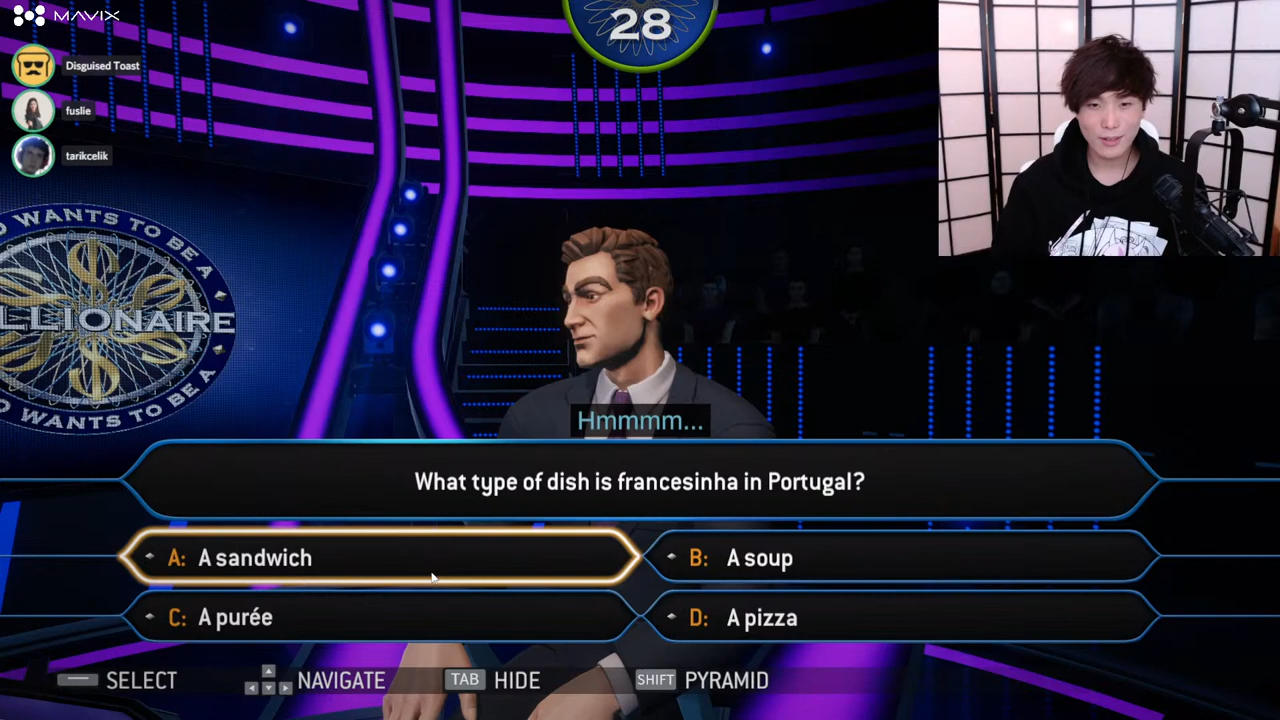 MAVIX
28
Disguised Toast
fuslie
tarikcelik
O WANTS TO BE A
LLIONAIRE
O WANTS TO BE A
Hmmmm...
What type of dish is francesinha in Portugal?
A: A sandwich
B: A soup
C: A purée
D: A pizza
SELECT
NAVIGATE
TAB HIDE
SHIFT PYRAMID